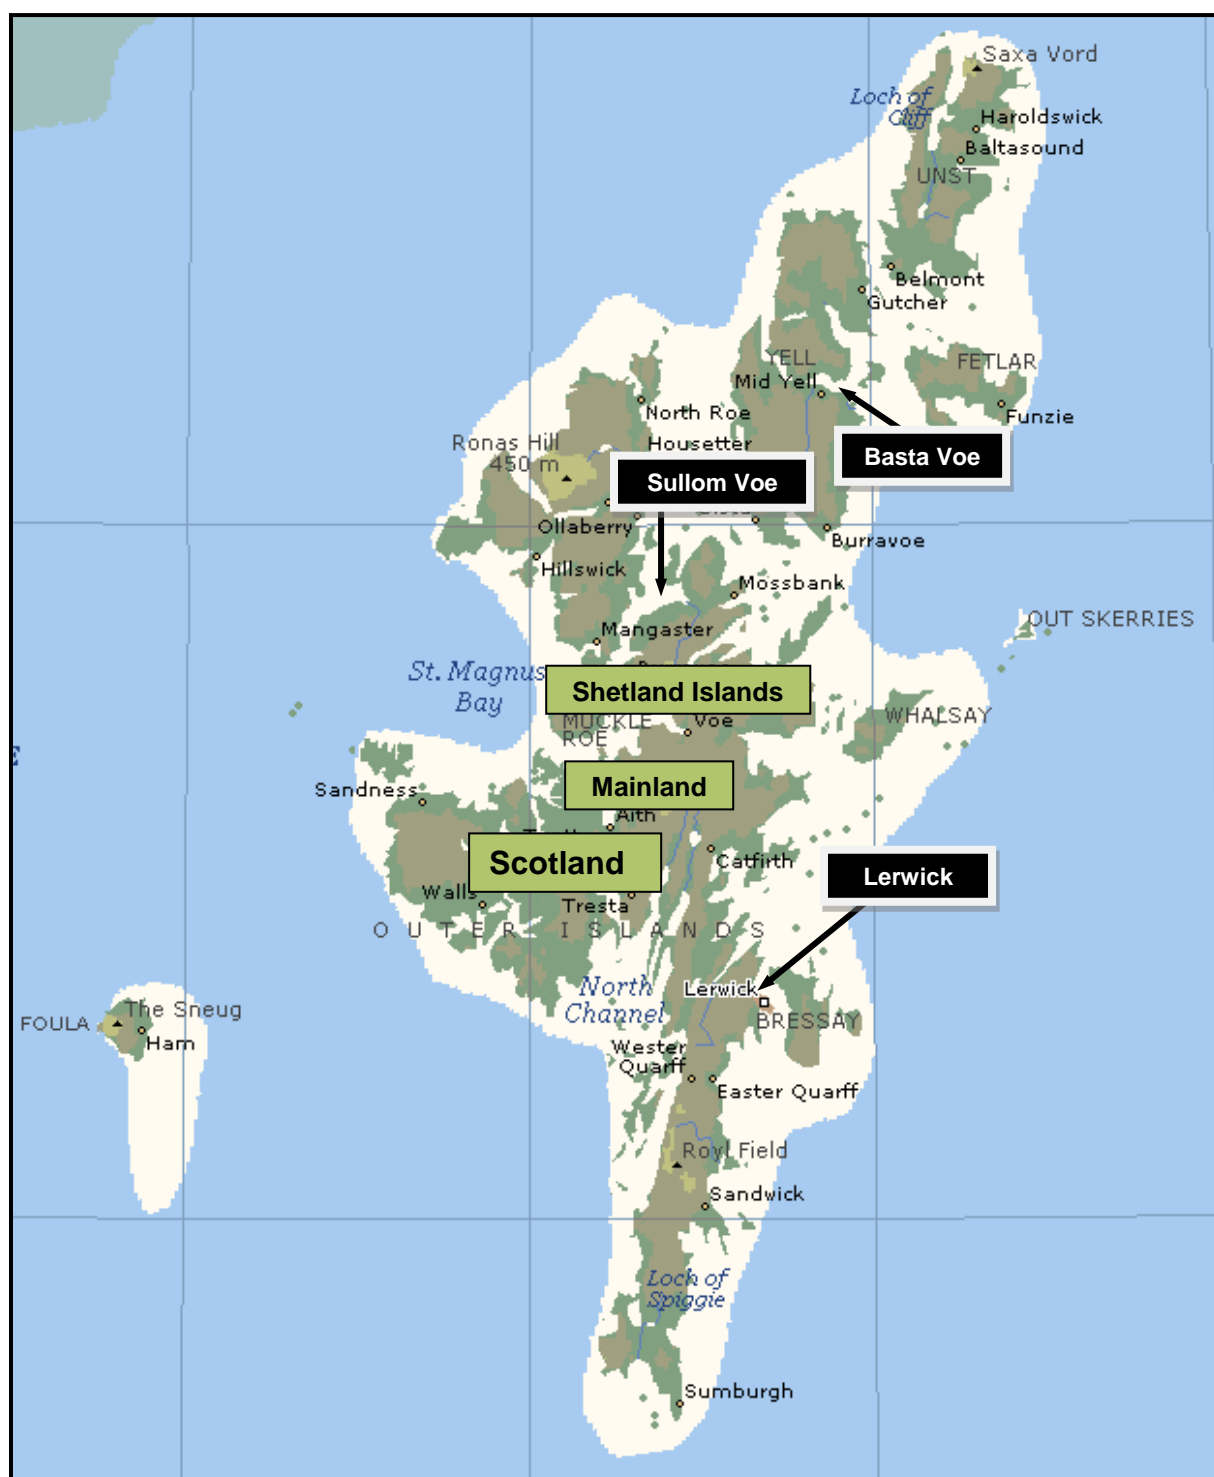 Saxa Vord
Loch of
Cliff
Haroldswick
Baltasound
UNST
Belmont
Gutcher
YELL
FETLAR
Mid Yell
Funzie
North Roe
Ronas Hill
450 m
Housetter
Basta Voe
Sullom Voe
Ollaberry
Burravoe
Hillswick
Mossbank
OUT SKERRIES
Mangaster
St. Magnus
Bay
Shetland Islands
MUCKLE
ROE
Voe
WHALSAY
E
Sandness
Mainland
Aith
Scotland
Catfirth
Lerwick
Walls
Tresta
OUTER ISLANDS
North
Channel
Lerwick
BRESSAY
The Sneug
FOULA
Ham
Wester
Quarff
Easter Quarff
Royl Field
Sandwick
Loch of
Spiggie
Sumburgh